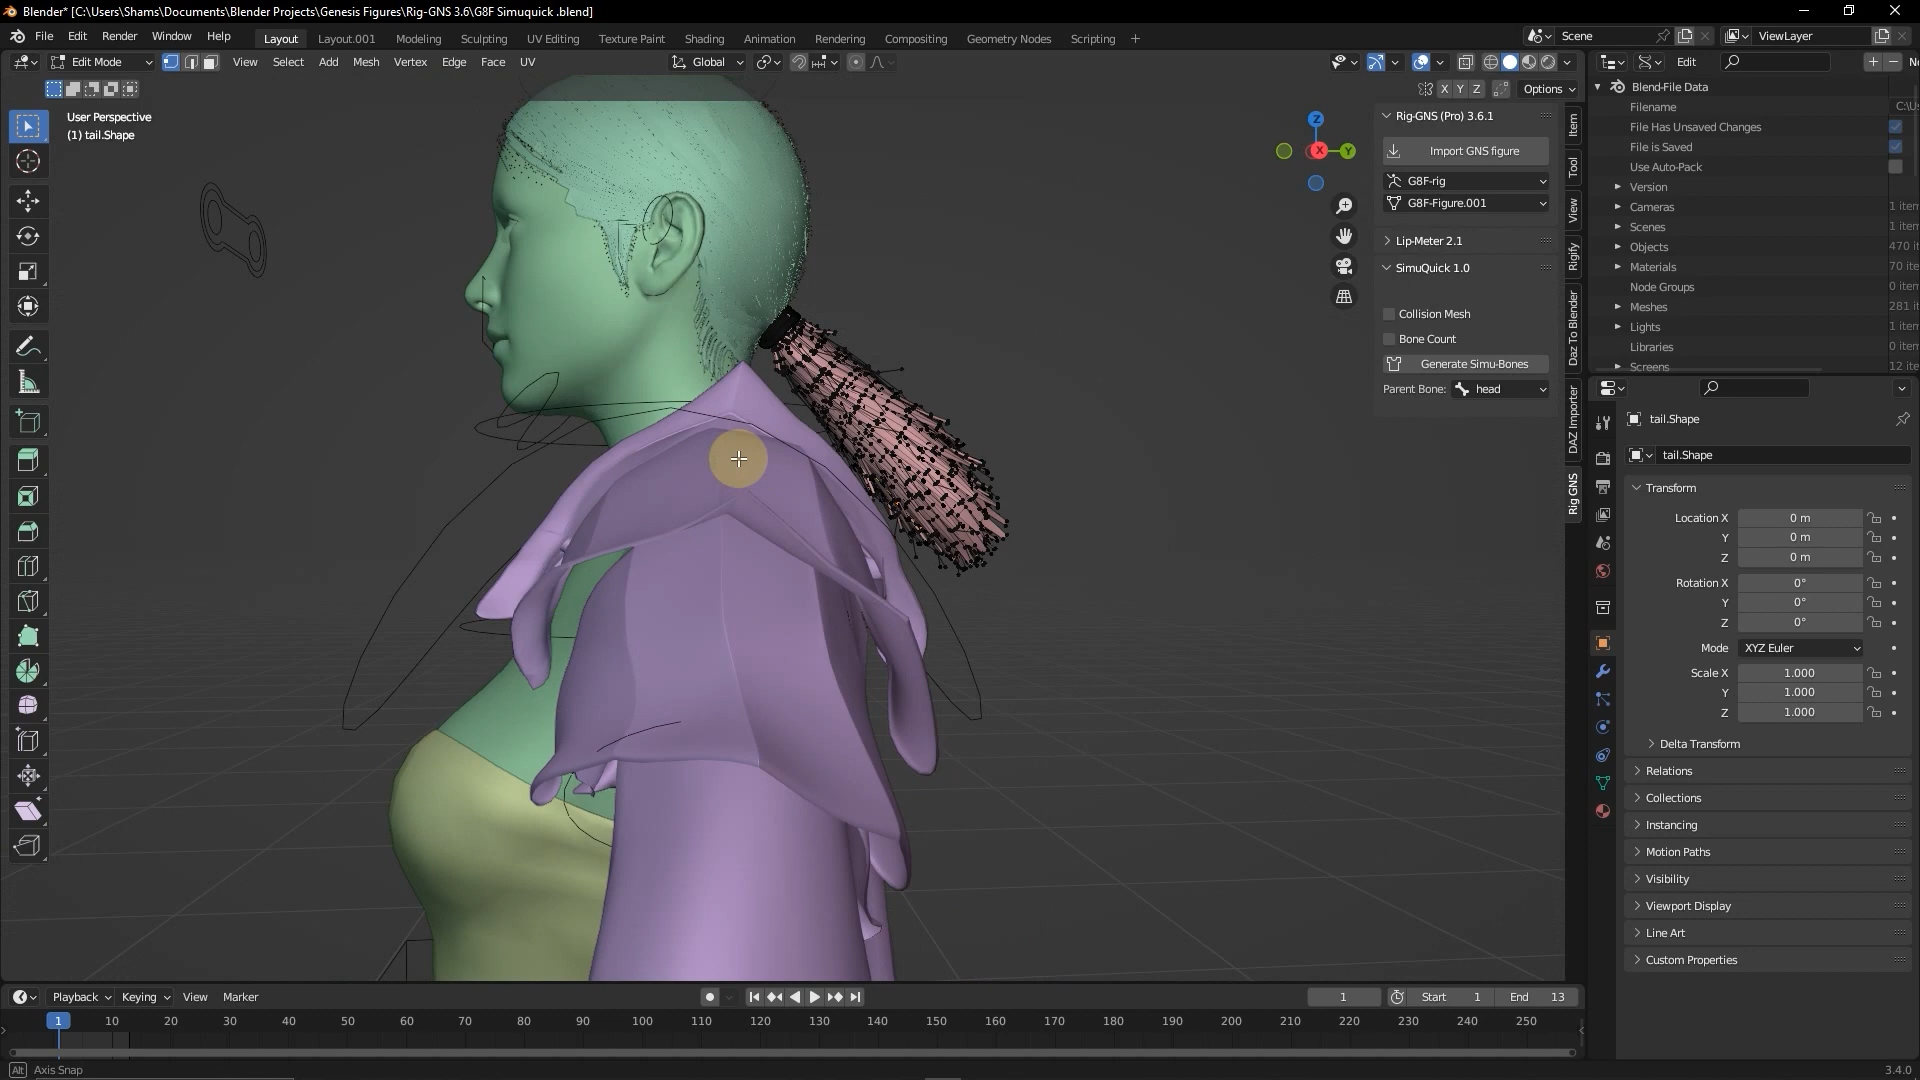 Blender* [C:\Users\Shams\Documents\Blender Projects\Genesis Figures\Rig-GNS 3.6\G8F Simuquick .blend]
File Edit Render Window Help Layout Layout.001 Modeling Sculpting UV Editing Texture Paint Shading Animation Rendering Compositing Geometry Nodes Scripting + Scene ViewLayer
Edit Mode View Select Add Mesh Vertex Edge Face UV Global Edit
X Y Z Options
User Perspective
(1) tail.Shape
Z
X
Y
Rig-GNS (Pro) 3.6.1
Import GNS figure
G8F-rig
G8F-Figure.001
Lip-Meter 2.1
SimuQuick 1.0
Collision Mesh
Bone Count
Generate Simu-Bones
Parent Bone: head
Item
Tool
View
Rigify
Daz To Blender
DAZ Importer
Rig GNS
Blend-File Data
Filename C:\U
File Has Unsaved Changes
File is Saved
Use Auto-Pack
Version
Cameras 1 item
Scenes 1 item
Objects 470 ite
Materials 70 ite
Node Groups 0 item
Meshes 281 it
Lights 1 item
Libraries 0 item
Screens 12 ite
tail.Shape
tail.Shape
Transform
Location X 0 m
Y 0 m
Z 0 m
Rotation X 0°
Y 0°
Z 0°
Mode XYZ Euler
Scale X 1.000
Y 1.000
Z 1.000
Delta Transform
Relations
Collections
Instancing
Motion Paths
Visibility
Viewport Display
Line Art
Custom Properties
Playback Keying View Marker 1 Start 1 End 13
1 10 20 30 40 50 60 70 80 90 100 110 120 130 140 150 160 170 180 190 200 210 220 230 240 250
Alt Axis Snap 3.4.0